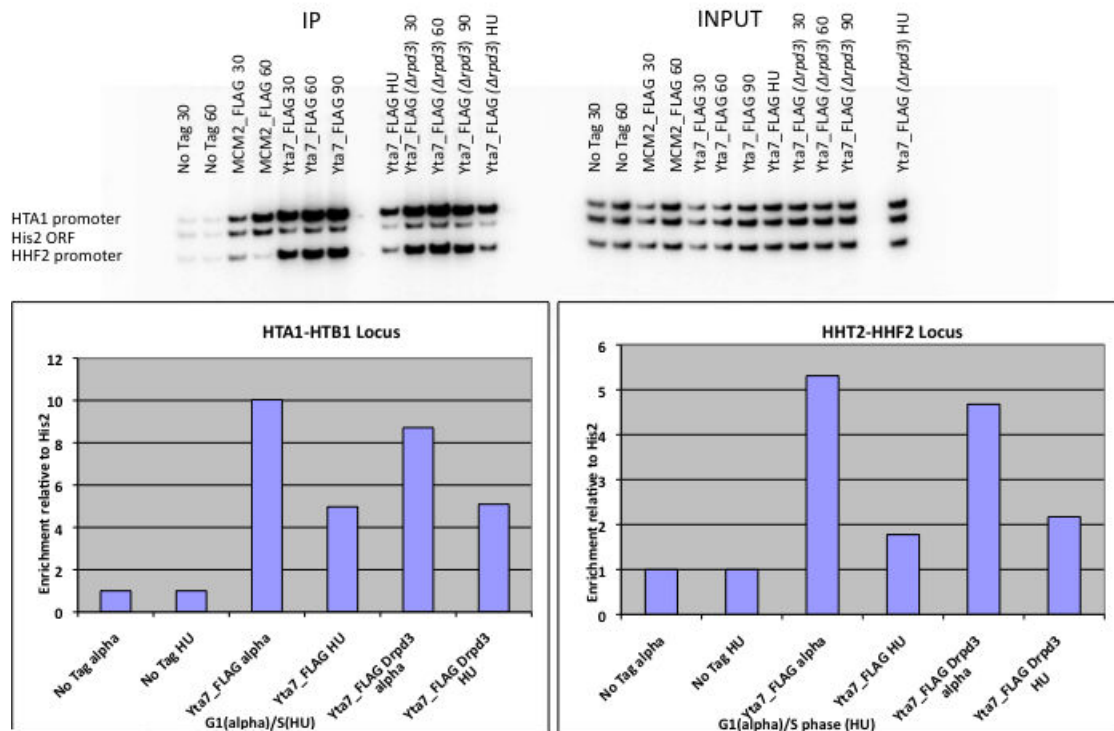 IP
INPUT
No Tag 30
No Tag 60
MCM2_FLAG 30
MCM2_FLAG 60
Yta7_FLAG 30
Yta7_FLAG 60
Yta7_FLAG 90
Yta7_FLAG HU
Yta7_FLAG (Δrpd3) 30
Yta7_FLAG (Δrpd3) 60
Yta7_FLAG (Δrpd3) 90
Yta7_FLAG (Δrpd3) HU
No Tag 30
No Tag 60
MCM2_FLAG 30
MCM2_FLAG 60
Yta7_FLAG 30
Yta7_FLAG 60
Yta7_FLAG 90
Yta7_FLAG HU
Yta7_FLAG (Δrpd3) 30
Yta7_FLAG (Δrpd3) 60
Yta7_FLAG (Δrpd3) 90
Yta7_FLAG (Δrpd3) HU
HTA1 promoter
His2 ORF
HHF2 promoter
HTA1-HTB1 Locus
Enrichment relative to His2
12
10
8
6
4
2
0
No Tag alpha
No Tag HU
Yta7_FLAG alpha
Yta7_FLAG HU
Yta7_FLAG Drpd3
alpha
Yta7_FLAG Drpd3
HU
G1(alpha)/S(HU)
HHT2-HHF2 Locus
Enrichment relative to His2
6
5
4
3
2
1
0
No Tag alpha
No Tag HU
Yta7_FLAG alpha
Yta7_FLAG HU
Yta7_FLAG Drpd3
alpha
Yta7_FLAG Drpd3
HU
G1(alpha)/S phase (HU)